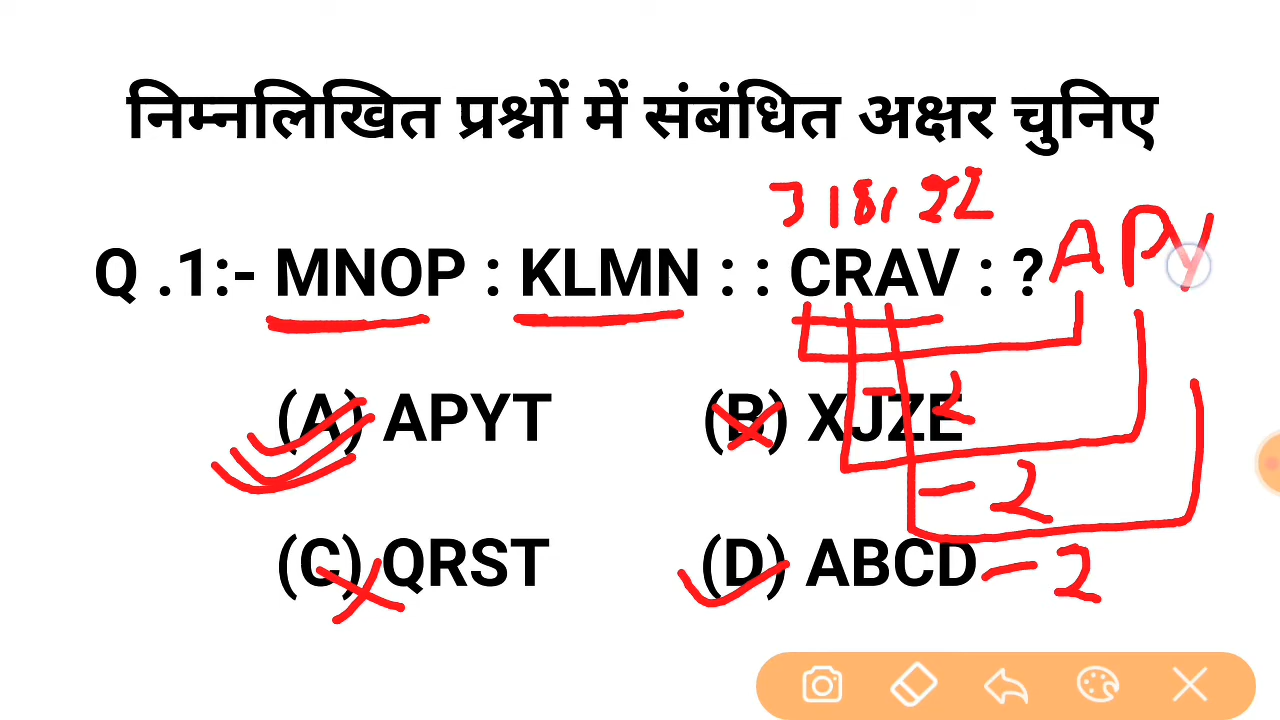 निम्नलिखित प्रश्नों में संबंधित अक्षर चुनिए
3 18 1 22
Q .1:- MNOP : KLMN : : CRAV : ? APY
(A) APYT (B) XJZE
- 2
- 2
(C) QRST (D) ABCD - 2